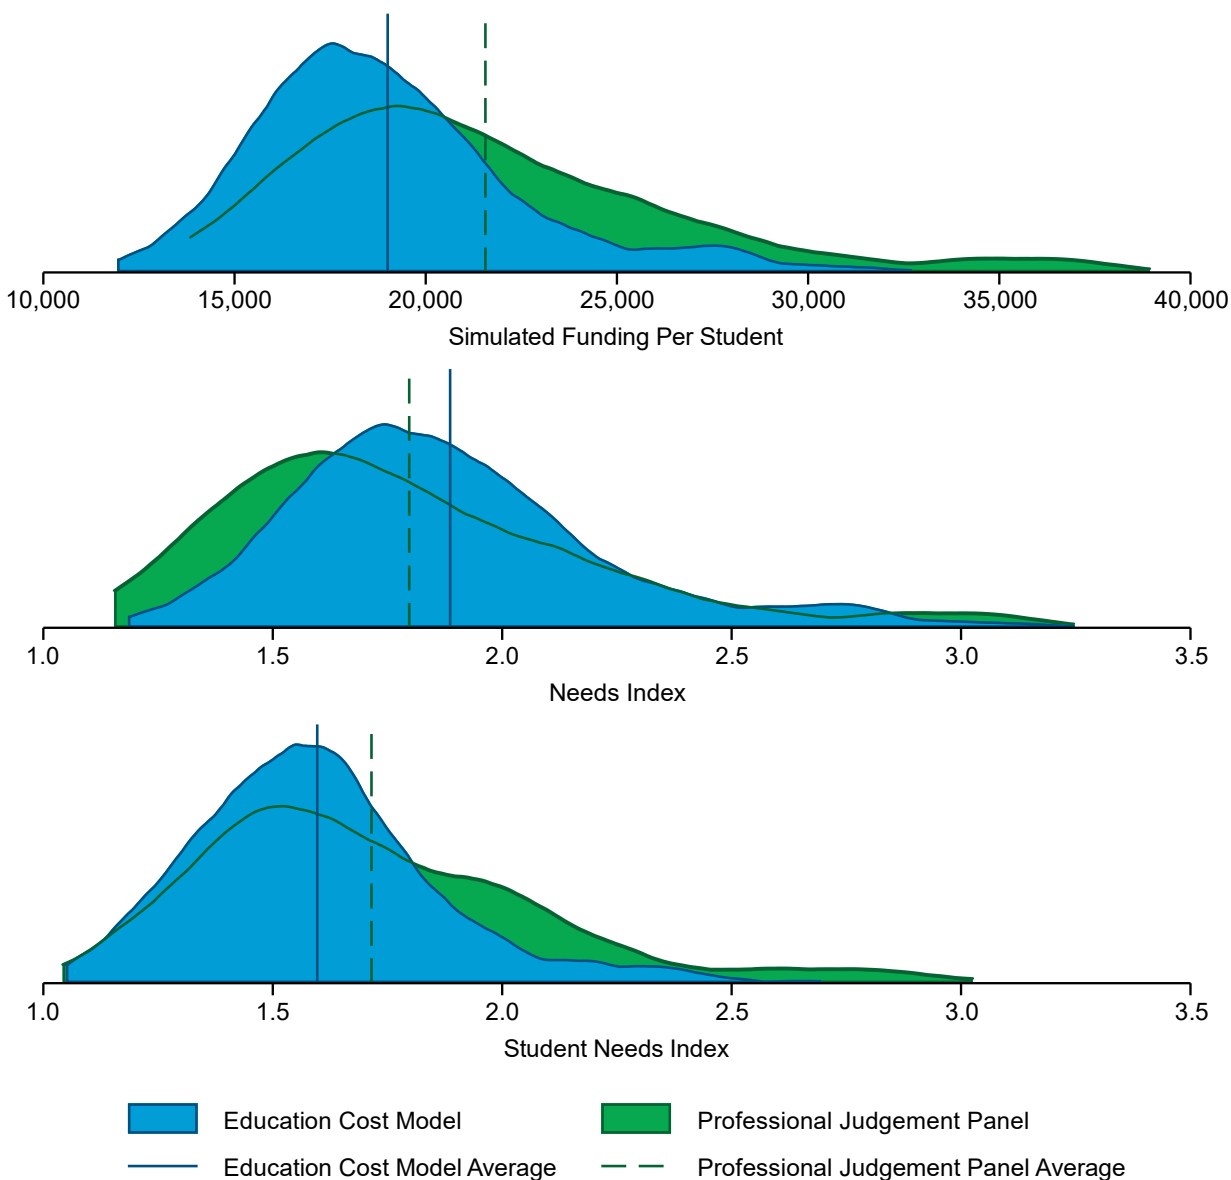 10,000 15,000 20,000 25,000 30,000 35,000 40,000
Simulated Funding Per Student
1.0 1.5 2.0 2.5 3.0 3.5
Needs Index
1.0 1.5 2.0 2.5 3.0 3.5
Student Needs Index
Education Cost Model Professional Judgement Panel
Education Cost Model Average Professional Judgement Panel Average